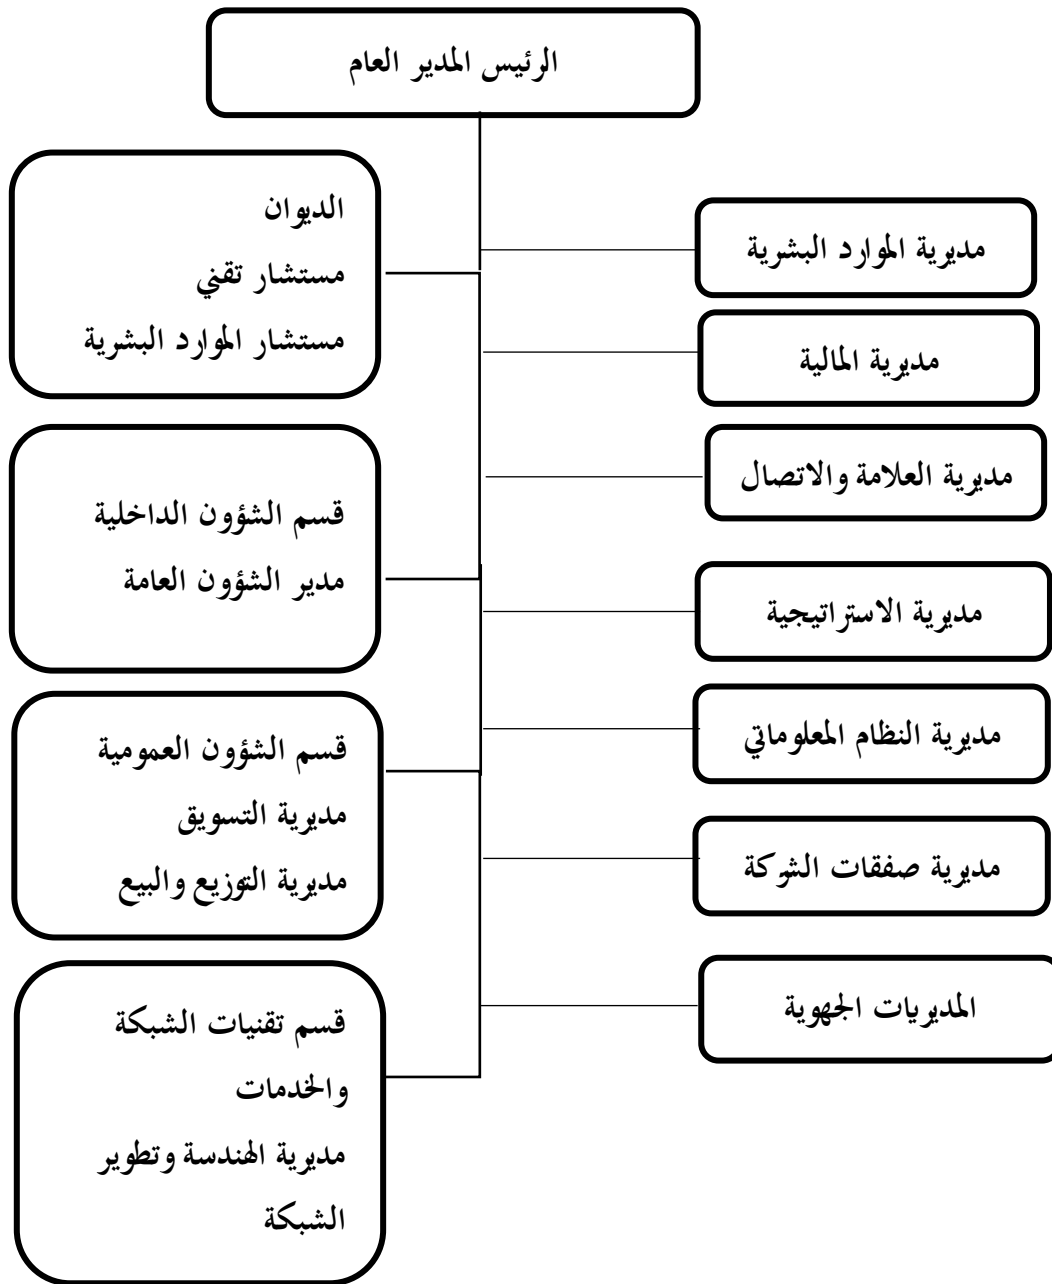 الرئيس المدير العام
مديرية الموارد البشرية
مديرية المالية
مديرية العلامة والاتصال
مديرية الاستراتيجية
مديرية النظام المعلوماتي
مديرية صفقات الشركة
المديريات الجهوية
الديوان
مستشار تقني
مستشار الموارد البشرية
قسم الشؤون الداخلية
مدير الشؤون العامة
قسم الشؤون العمومية
مديرية التسويق
مديرية التوزيع والبيع
قسم تقنيات الشبكة
والخدمات
مديرية الهندسة وتطوير
الشبكة